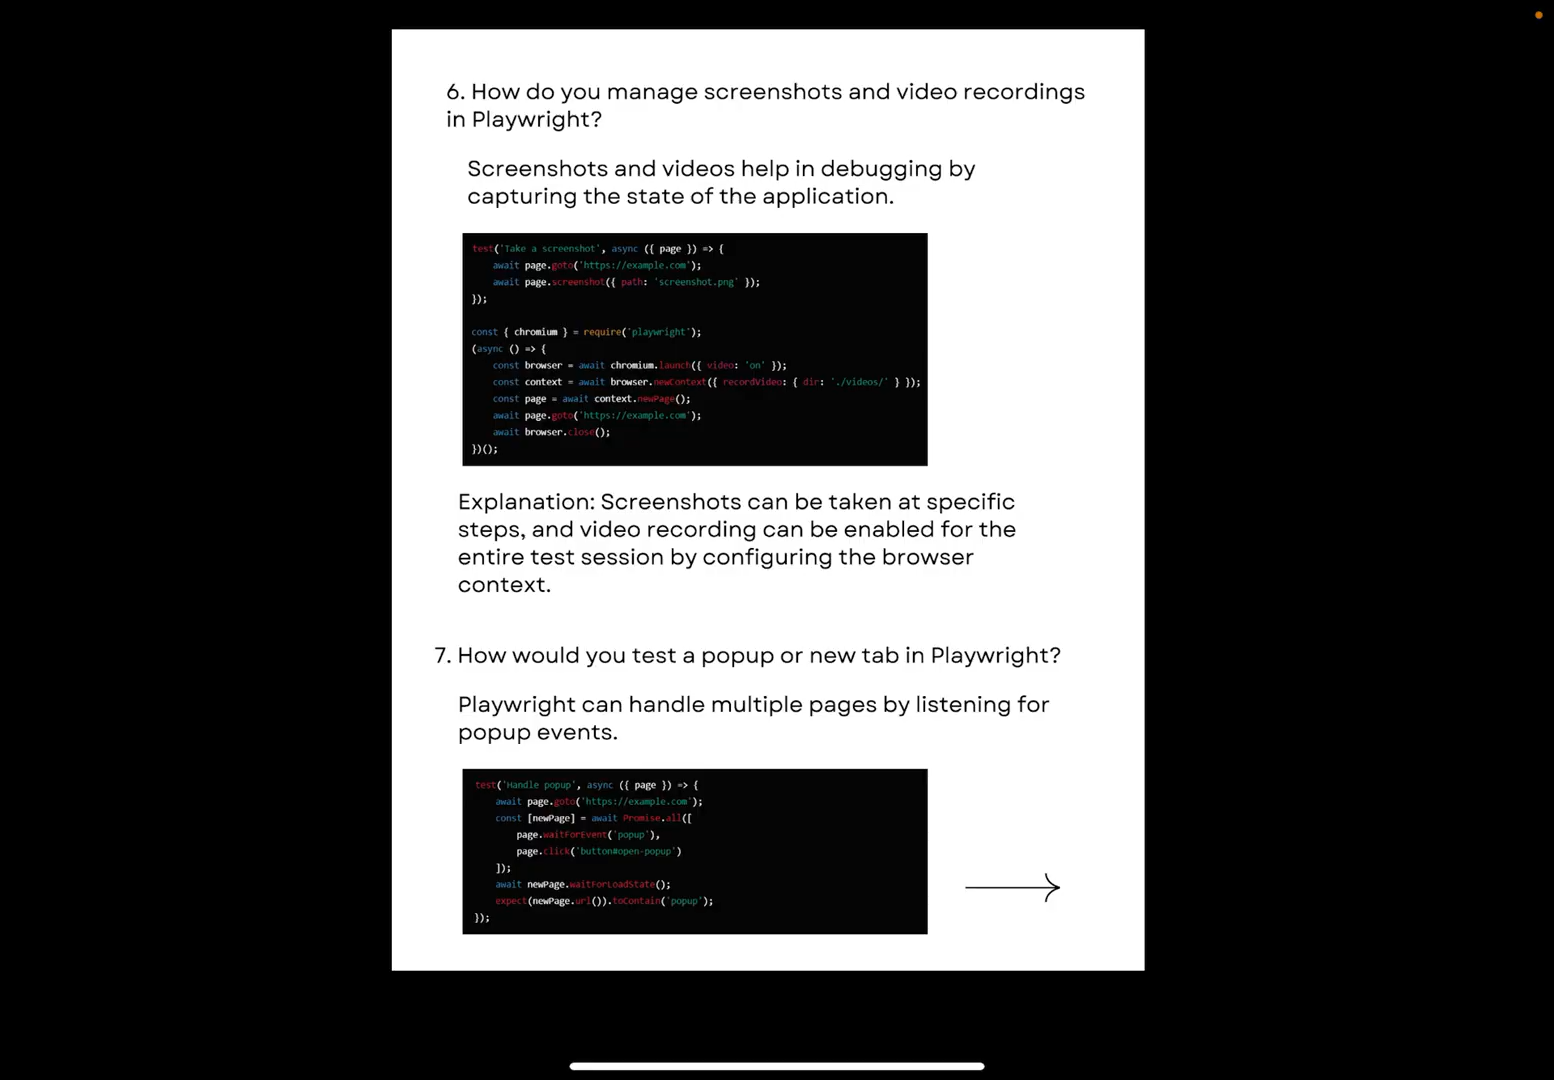 6. How do you manage screenshots and video recordings
in Playwright?
Screenshots and videos help in debugging by
capturing the state of the application.
test('Take a screenshot', async ({ page }) => {
    await page.goto('https://example.com');
    await page.screenshot({ path: 'screenshot.png' });
});
const { chromium } = require('playwright');
(async () => {
    const browser = await chromium.launch({ video: 'on' });
    const context = await browser.newContext({ recordVideo: { dir: './videos/' } });
    const page = await context.newPage();
    await page.goto('https://example.com');
    await browser.close();
})();
Explanation: Screenshots can be taken at specific
steps, and video recording can be enabled for the
entire test session by configuring the browser
context.
7. How would you test a popup or new tab in Playwright?
Playwright can handle multiple pages by listening for
popup events.
test('Handle popup', async ({ page }) => {
    await page.goto('https://example.com');
    const [newPage] = await Promise.all([
        page.waitForEvent('popup'),
        page.click('button#open-popup')
    ]);
    await newPage.waitForLoadState();
    expect(newPage.url()).toContain('popup');
});